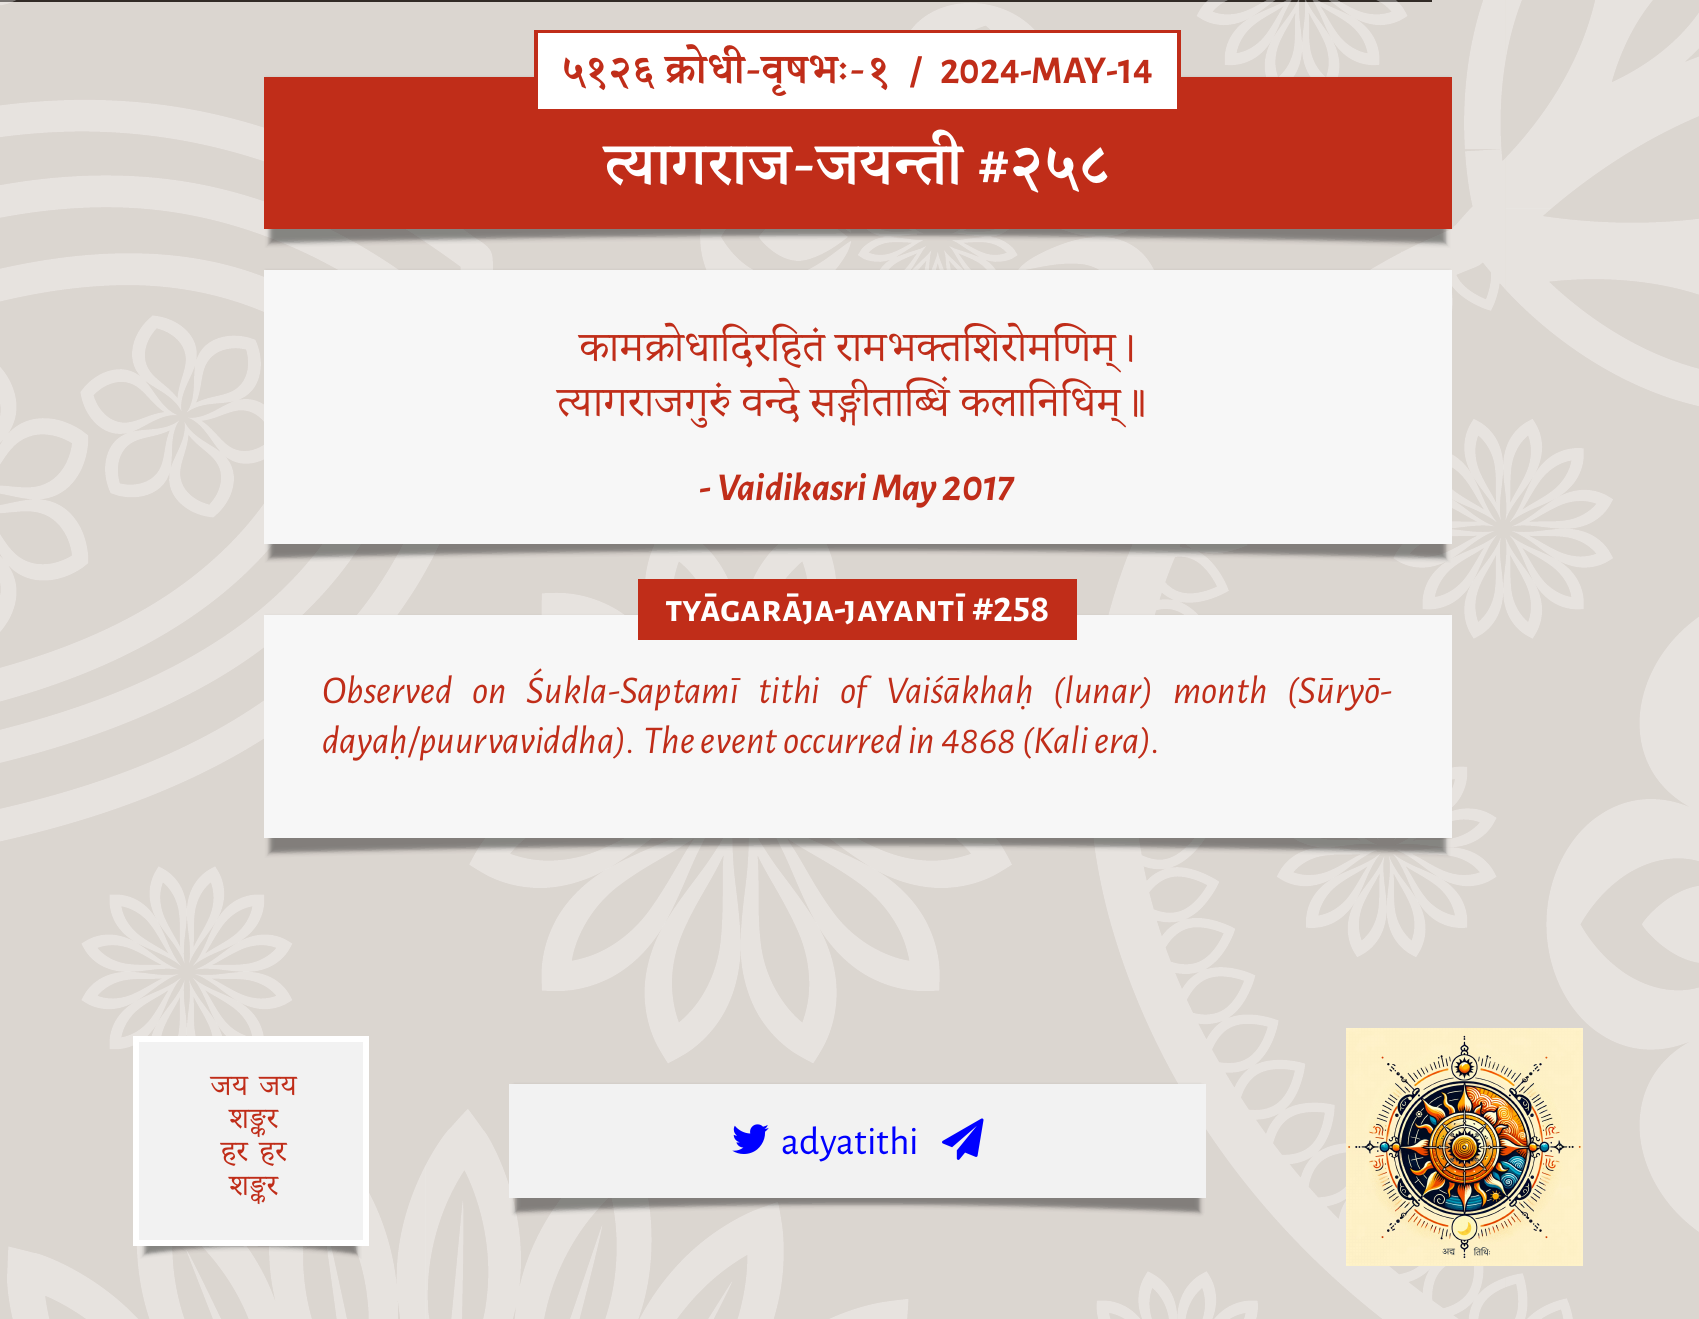 ५१२६ क्रोधी-वृषभः-१ / 2024-MAY-14
त्यागराज-जयन्ती #२५८
कामक्रोधादिरहितं रामभक्तशिरोमणिम्।
त्यागराजगुरुं वन्दे सङ्गीताब्धिं कलानिधिम्॥
- Vaidikasri May 2017
TYĀGARĀJA-JAYANTĪ #258
Observed on Śukla-Saptamī tithi of Vaiśākhaḥ (lunar) month (Sūryō-
dayaḥ/puurvaviddha). The event occurred in 4868 (Kali era).
जय जय
शङ्कर
हर हर
शङ्कर
adyatithi
अद्य तिथिः